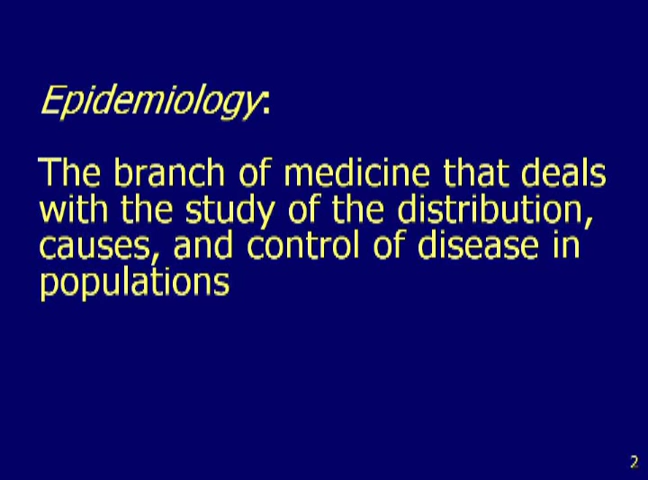 Epidemiology:
The branch of medicine that deals
with the study of the distribution,
causes, and control of disease in
populations
2